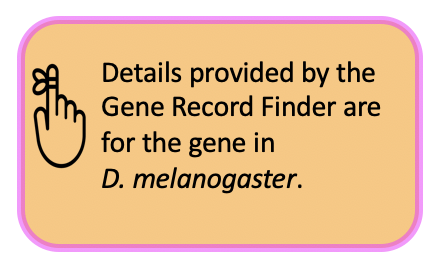 Details provided by the
Gene Record Finder are
for the gene in
D. melanogaster.